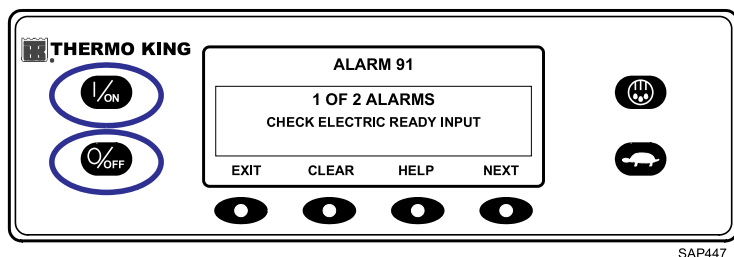 THERMO KING
ALARM 91
I/ON
1 OF 2 ALARMS
CHECK ELECTRIC READY INPUT
O/OFF
EXIT CLEAR HELP NEXT
SAP447